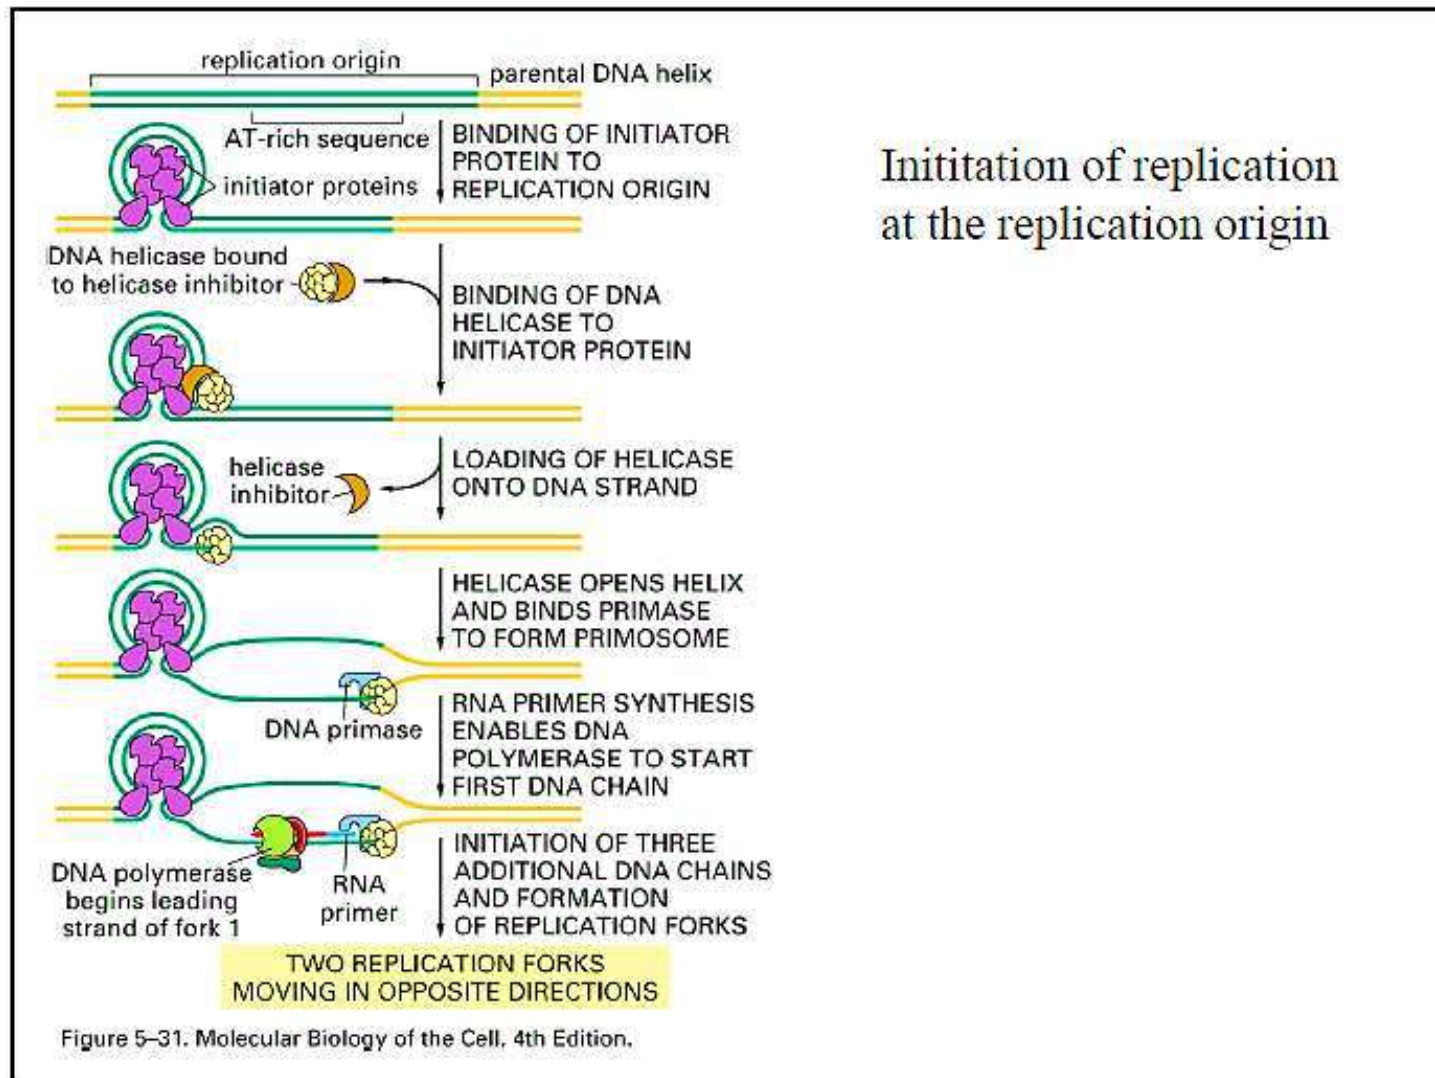 replication origin
parental DNA helix
AT-rich sequence
BINDING OF INITIATOR
PROTEIN TO
REPLICATION ORIGIN
initiator proteins
Inititation of replication
at the replication origin
DNA helicase bound
to helicase inhibitor
BINDING OF DNA
HELICASE TO
INITIATOR PROTEIN
helicase
inhibitor
LOADING OF HELICASE
ONTO DNA STRAND
HELICASE OPENS HELIX
AND BINDS PRIMASE
TO FORM PRIMOSOME
DNA primase
RNA PRIMER SYNTHESIS
ENABLES DNA
POLYMERASE TO START
FIRST DNA CHAIN
DNA polymerase
begins leading
strand of fork 1
RNA
primer
INITIATION OF THREE
ADDITIONAL DNA CHAINS
AND FORMATION
OF REPLICATION FORKS
TWO REPLICATION FORKS
MOVING IN OPPOSITE DIRECTIONS
Figure 5–31. Molecular Biology of the Cell. 4th Edition.